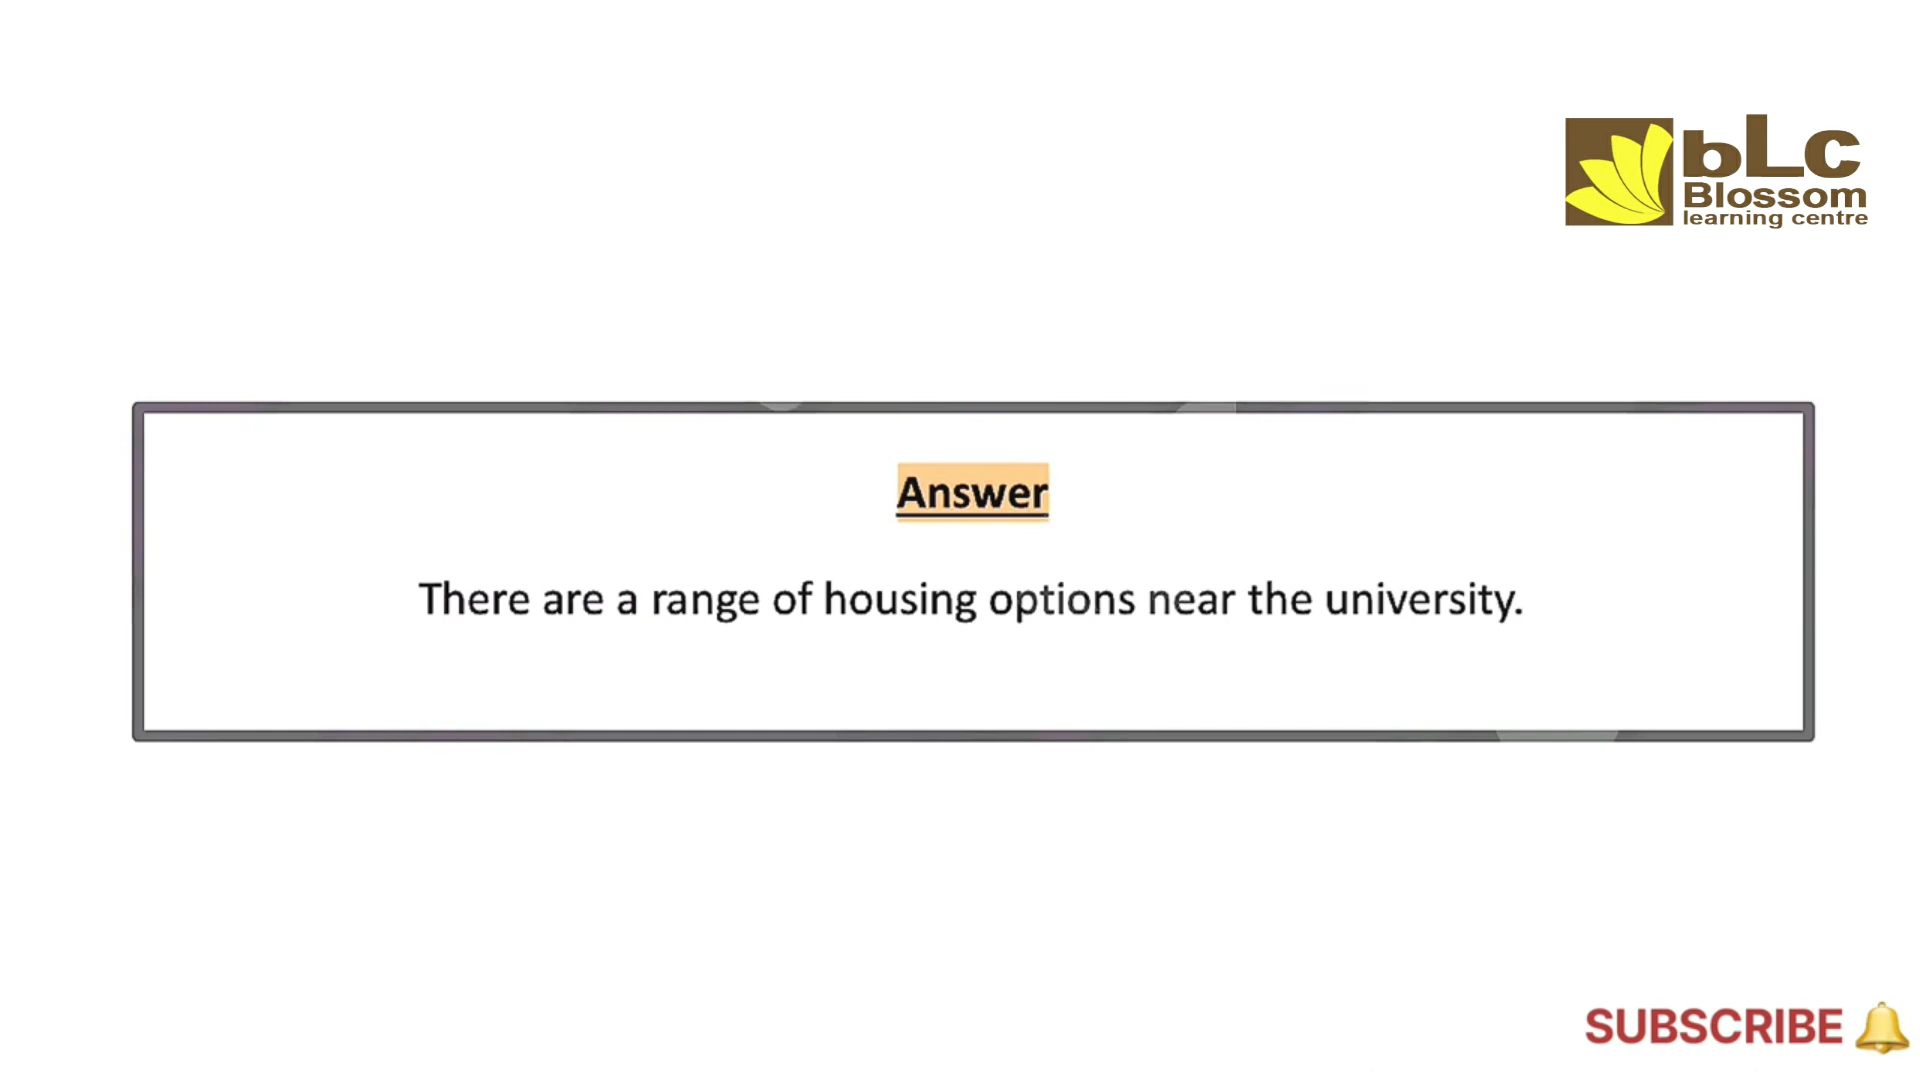 bLc
Blossom
learning centre
Answer
There are a range of housing options near the university.
SUBSCRIBE